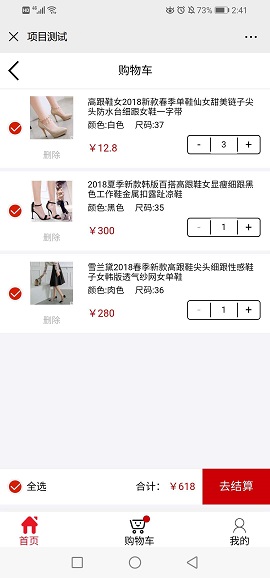 HD 4G 73% 2:41
× 项目测试 ...
购物车
高跟鞋女2018新款春季单鞋仙女甜美链子尖
头防水台细跟女鞋一字带
颜色:白色 尺码:37
￥12.8 - 3 +
删除
2018夏季新款韩版百搭高跟鞋女显瘦细跟黑
色工作鞋金属扣露趾凉鞋
颜色:黑色 尺码:35
￥300 - 1 +
删除
雪兰黛2018春季新款高跟鞋尖头细跟性感鞋
子女韩版透气纱网女单鞋
颜色:肉色 尺码:36
￥280 - 1 +
删除
全选 合计：￥618 去结算
首页 购物车 我的